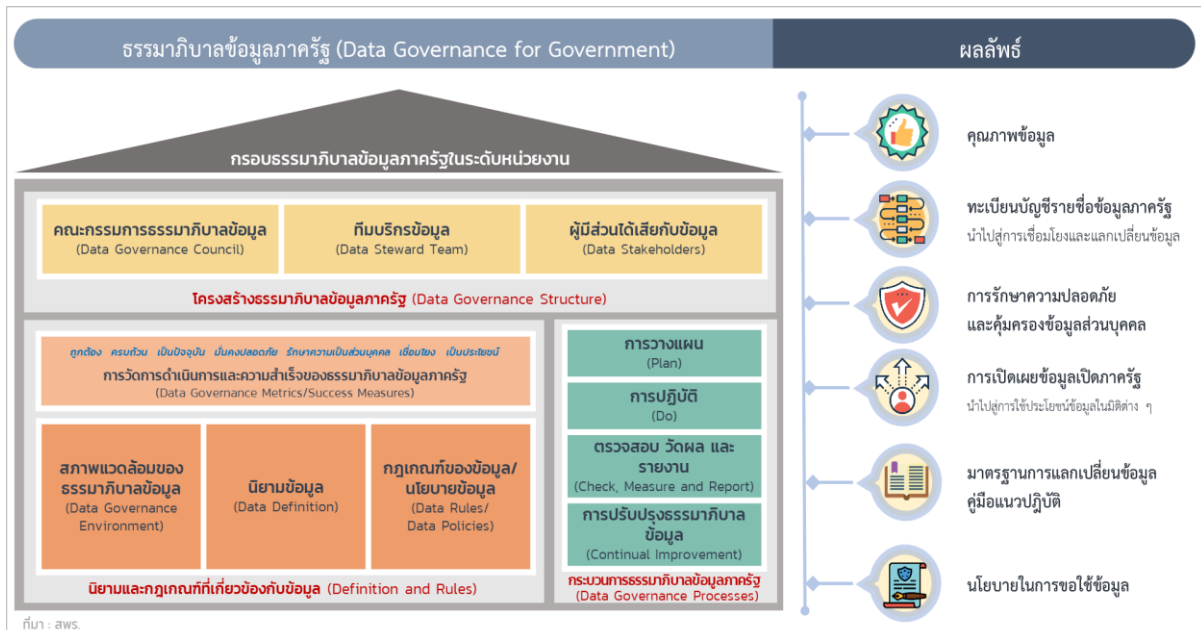 ธรรมาภิบาลข้อมูลภาครัฐ (Data Governance for Government)
ผลลัพธ์
กรอบธรรมาภิบาลข้อมูลภาครัฐในระดับหน่วยงาน
คณะกรรมการธรรมาภิบาลข้อมูล
(Data Governance Council)
ทีมบริกรข้อมูล
(Data Steward Team)
ผู้มีส่วนได้เสียกับข้อมูล
(Data Stakeholders)
โครงสร้างธรรมาภิบาลข้อมูลภาครัฐ (Data Governance Structure)
ถูกต้อง ครบถ้วน เป็นปัจจุบัน มั่นคงปลอดภัย รักษาความเป็นส่วนบุคคล เชื่อมโยง เป็นประโยชน์
การวัดการดำเนินการและความสำเร็จของธรรมาภิบาลข้อมูลภาครัฐ
(Data Governance Metrics/Success Measures)
สภาพแวดล้อมของ
ธรรมาภิบาลข้อมูล
(Data Governance
Environment)
นิยามข้อมูล
(Data Definition)
กฎเกณฑ์ของข้อมูล/
นโยบายข้อมูล
(Data Rules/
Data Policies)
นิยามและกฎเกณฑ์ที่เกี่ยวข้องกับข้อมูล (Definition and Rules)
การวางแผน
(Plan)
การปฏิบัติ
(Do)
ตรวจสอบ วัดผล และ
รายงาน
(Check, Measure and Report)
การปรับปรุงธรรมาภิบาล
ข้อมูล
(Continual Improvement)
กระบวนการธรรมาภิบาลข้อมูลภาครัฐ
(Data Governance Processes)
คุณภาพข้อมูล
ทะเบียนบัญชีรายชื่อข้อมูลภาครัฐ
นำไปสู่การเชื่อมโยงและแลกเปลี่ยนข้อมูล
การรักษาความปลอดภัย
และคุ้มครองข้อมูลส่วนบุคคล
การเปิดเผยข้อมูลเปิดภาครัฐ
นำไปสู่การใช้ประโยชน์ข้อมูลในมิติต่าง ๆ
มาตรฐานการแลกเปลี่ยนข้อมูล
คู่มือแนวปฏิบัติ
นโยบายในการขอใช้ข้อมูล
ที่มา : สพร.